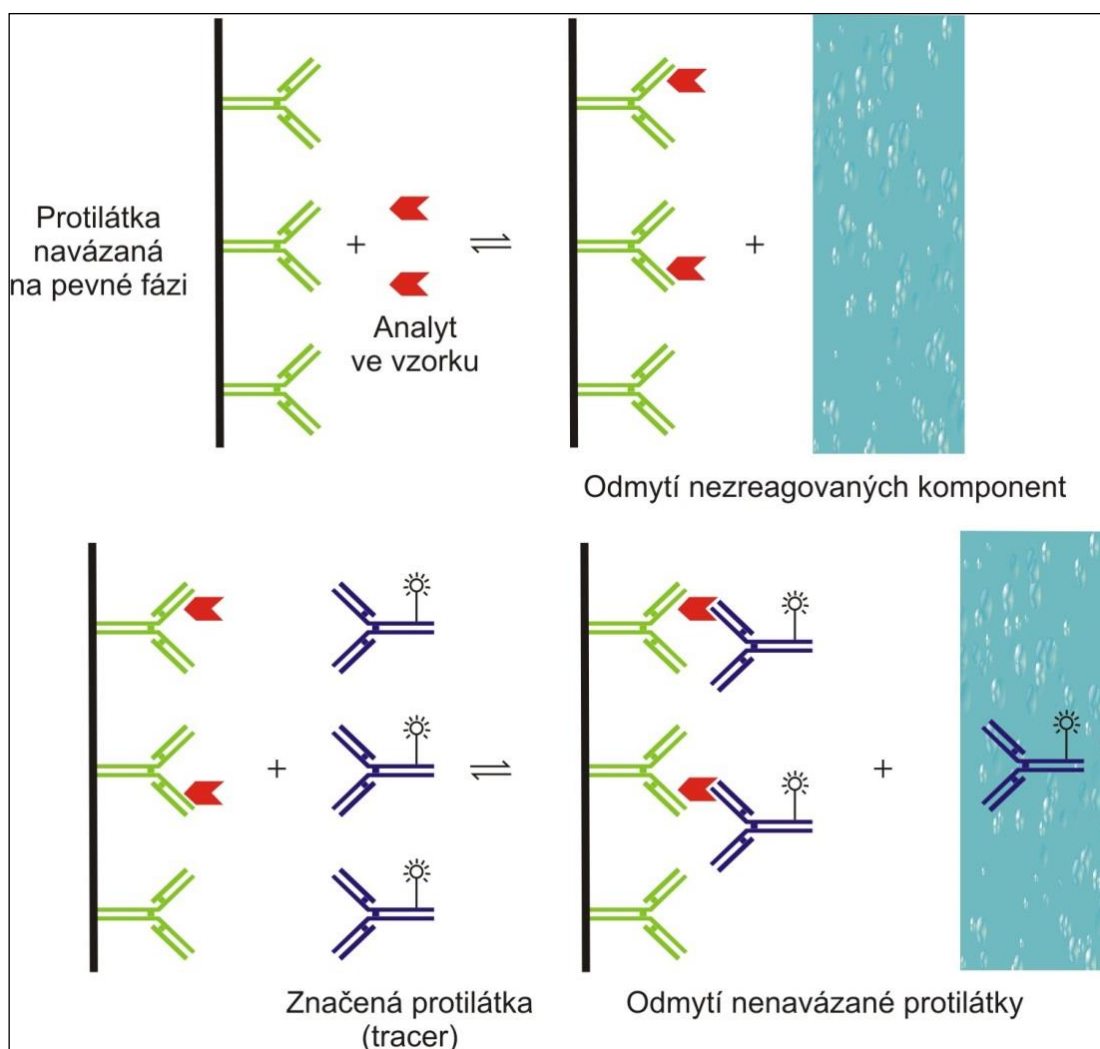 Protilátka
navázaná
na pevné fázi
+
Analyt
ve vzorku
⇌
+
Odmytí nezreagovaných komponent
+
Značená protilátka
(tracer)
⇌
+
Odmytí nenavázané protilátky